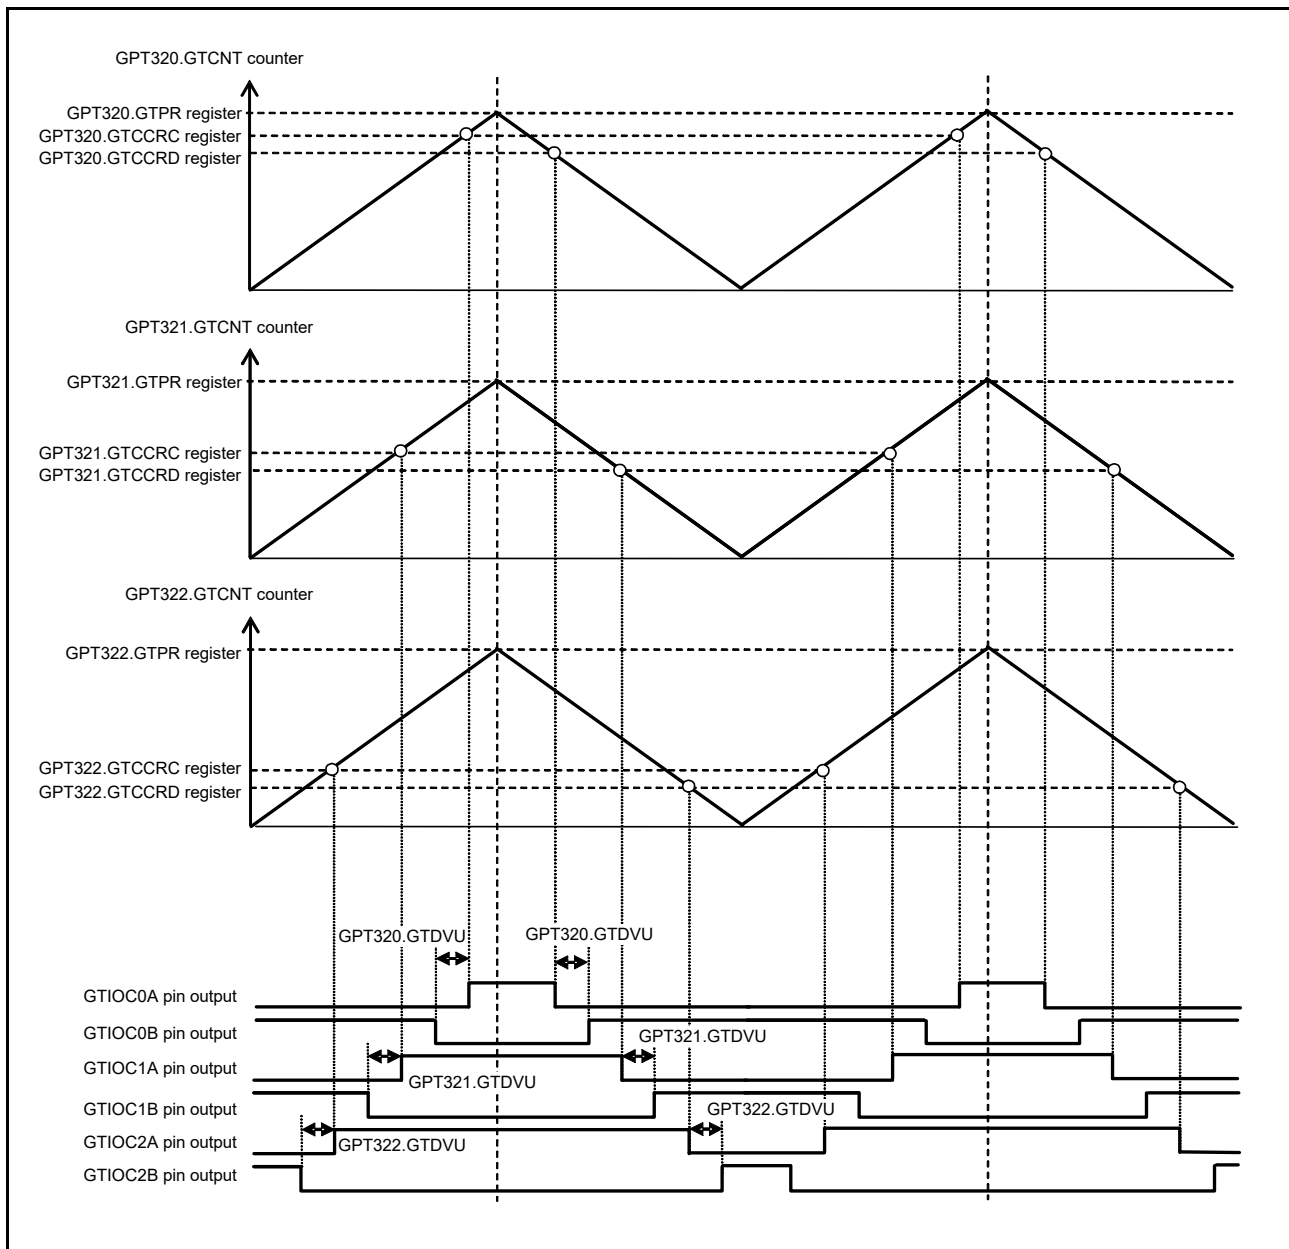 GPT320.GTCNT counter
GPT320.GTPR register
GPT320.GTCCRC register
GPT320.GTCCRD register
GPT321.GTCNT counter
GPT321.GTPR register
GPT321.GTCCRC register
GPT321.GTCCRD register
GPT322.GTCNT counter
GPT322.GTPR register
GPT322.GTCCRC register
GPT322.GTCCRD register
GPT320.GTDVU
GPT320.GTDVU
GTIOC0A pin output
GTIOC0B pin output
GPT321.GTDVU
GTIOC1A pin output
GPT321.GTDVU
GTIOC1B pin output
GPT322.GTDVU
GTIOC2A pin output
GPT322.GTDVU
GTIOC2B pin output